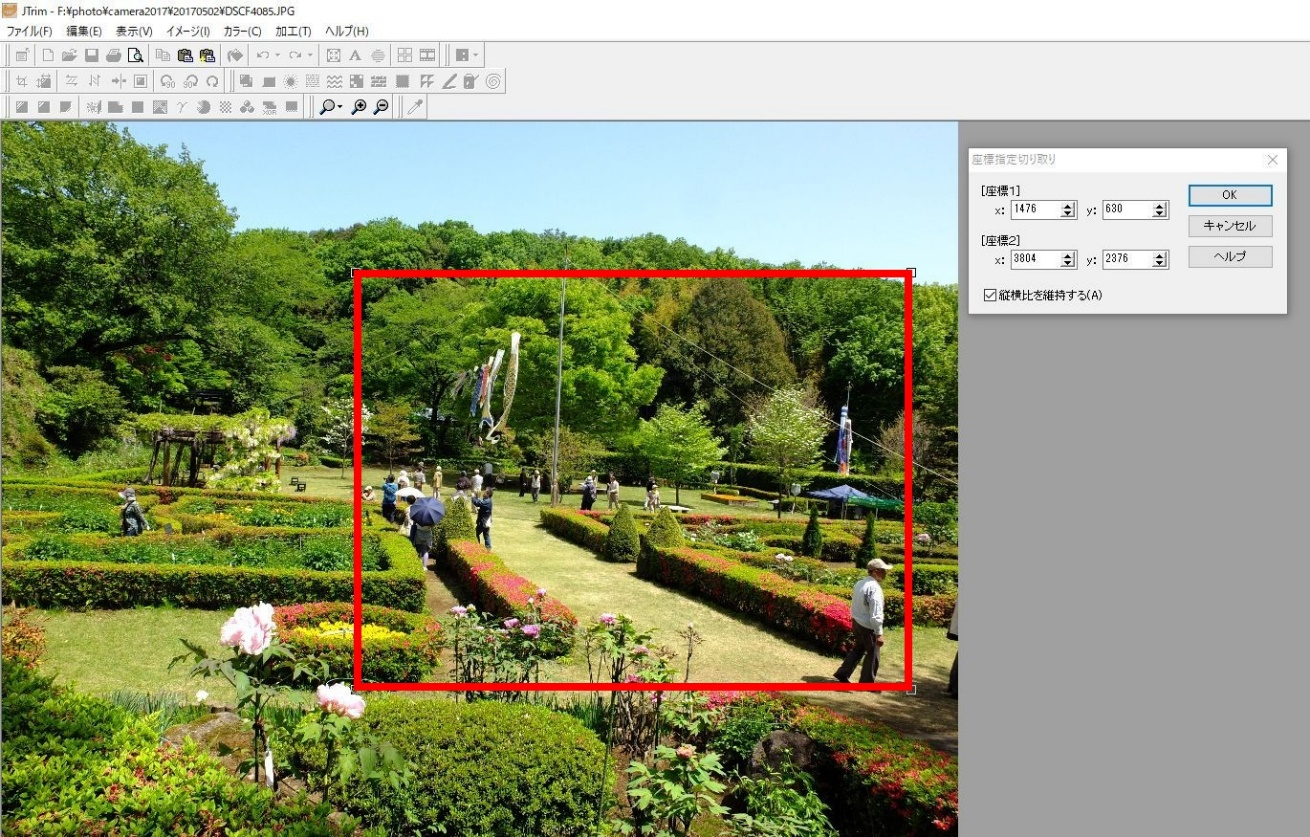 JTrim - F:¥photo¥camera2017¥20170502¥DSCF4085.JPG
ファイル(F) 編集(E) 表示(V) イメージ(I) カラー(C) 加工(T) ヘルプ(H)
座標指定切り取り
[座標1]
x: 1476 y: 630
OK
キャンセル
[座標2]
x: 3804 y: 2376
ヘルプ
縦横比を維持する(A)